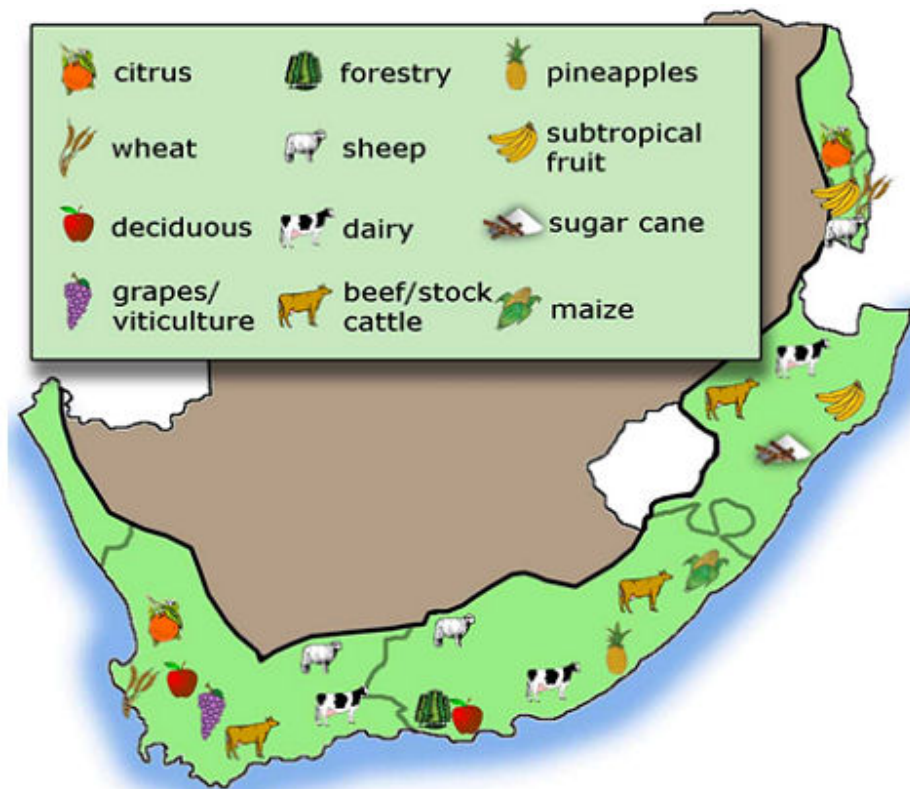 citrus
forestry
pineapples
wheat
sheep
subtropical
fruit
deciduous
dairy
sugar cane
grapes/
viticulture
beef/stock
cattle
maize